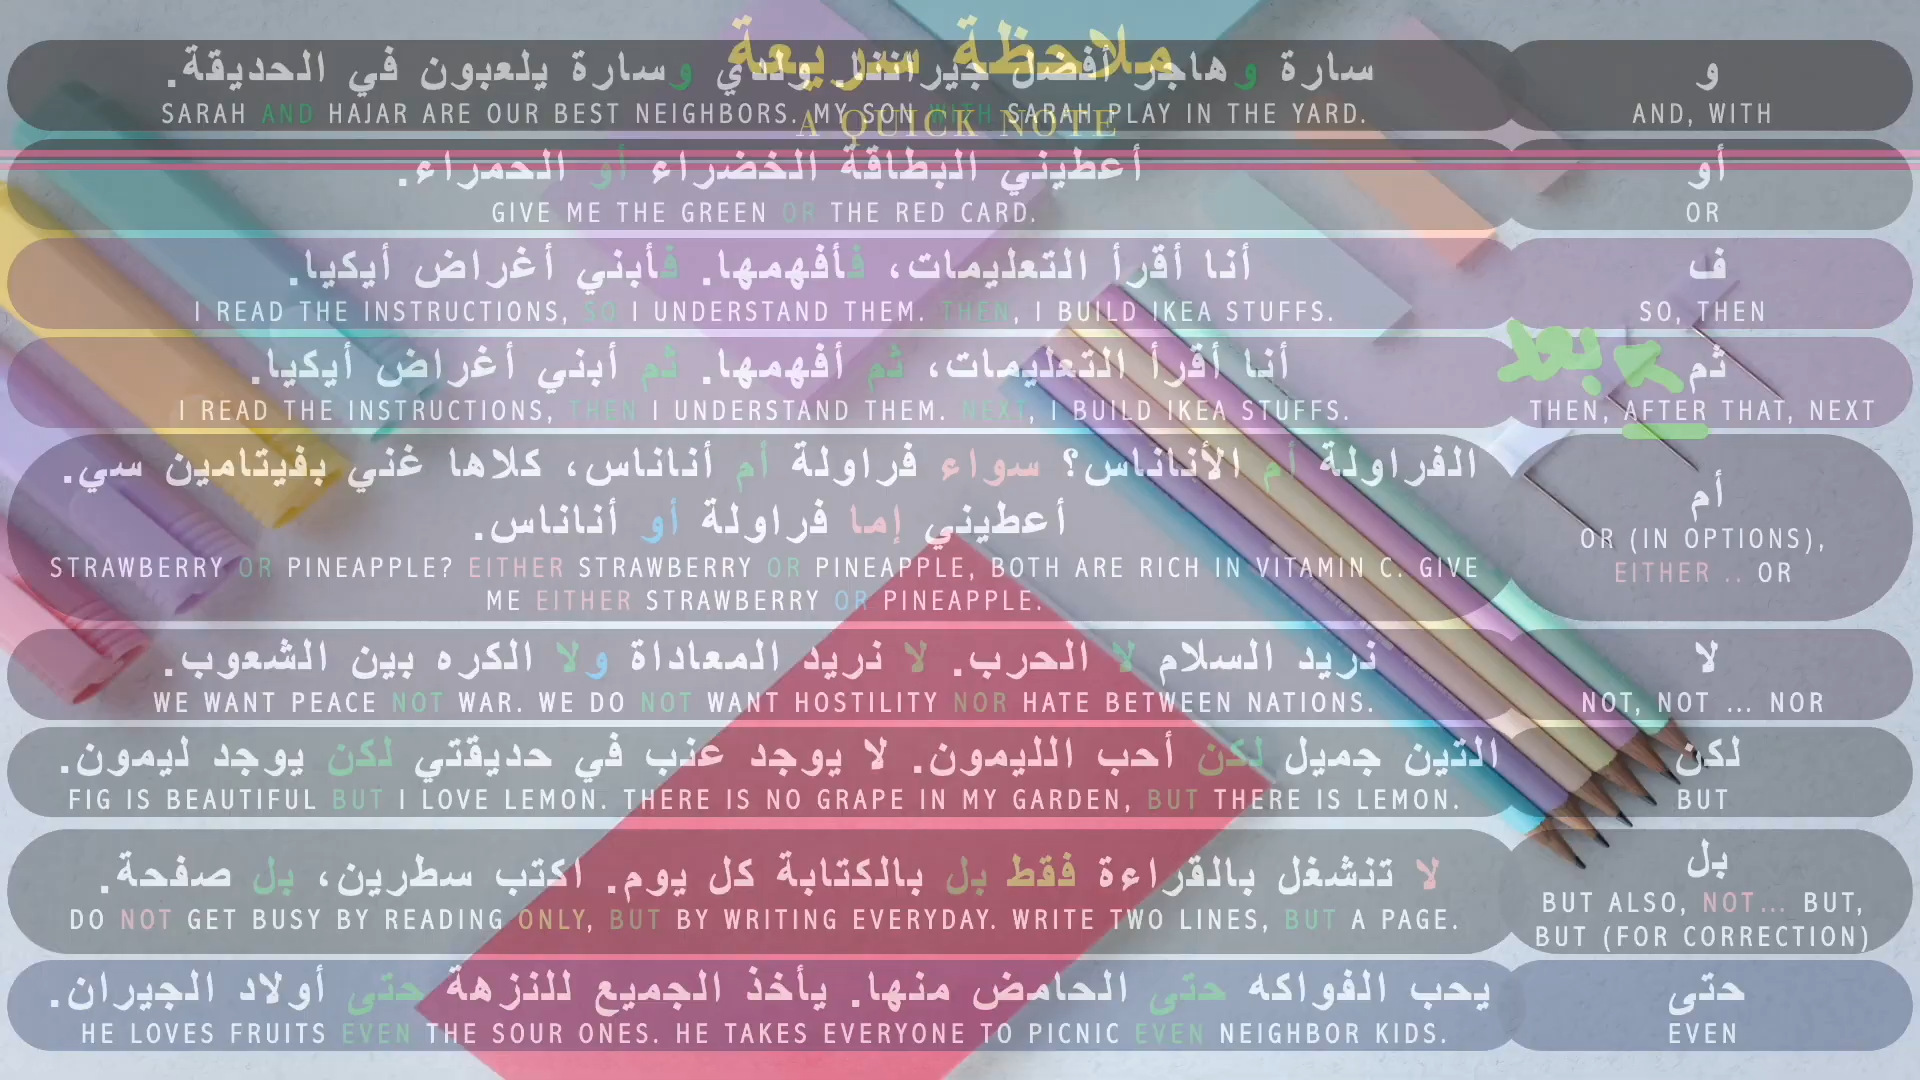 ملاحظة سريعة
A QUICK NOTE
و
AND, WITH
سارة وهاجر أفضل جيراننا. ولدي وسارة يلعبون في الحديقة.
SARAH AND HAJAR ARE OUR BEST NEIGHBORS. MY SON WITH SARAH PLAY IN THE YARD.
أو
OR
أعطيني البطاقة الخضراء أو الحمراء.
GIVE ME THE GREEN OR THE RED CARD.
ف
SO, THEN
أنا أقرأ التعليمات، فأفهمها. فأبني أغراض أيكيا.
I READ THE INSTRUCTIONS, SO I UNDERSTAND THEM. THEN, I BUILD IKEA STUFFS.
ثم
بعد
THEN, AFTER THAT, NEXT
أنا أقرأ التعليمات، ثم أفهمها. ثم أبني أغراض أيكيا.
I READ THE INSTRUCTIONS, THEN I UNDERSTAND THEM. NEXT, I BUILD IKEA STUFFS.
أم
OR (IN OPTIONS),
EITHER .. OR
الفراولة أم الأناناس؟ سواء فراولة أم أناناس، كلاها غني بفيتامين سي.
أعطيني إما فراولة أو أناناس.
STRAWBERRY OR PINEAPPLE? EITHER STRAWBERRY OR PINEAPPLE, BOTH ARE RICH IN VITAMIN C. GIVE
ME EITHER STRAWBERRY OR PINEAPPLE.
لا
NOT, NOT ... NOR
نريد السلام لا الحرب. لا نريد المعاداة ولا الكره بين الشعوب.
WE WANT PEACE NOT WAR. WE DO NOT WANT HOSTILITY NOR HATE BETWEEN NATIONS.
لكن
BUT
التين جميل لكن أحب الليمون. لا يوجد عنب في حديقتي لكن يوجد ليمون.
FIG IS BEAUTIFUL BUT I LOVE LEMON. THERE IS NO GRAPE IN MY GARDEN, BUT THERE IS LEMON.
بل
BUT ALSO, NOT... BUT,
BUT (FOR CORRECTION)
لا تنشغل بالقراءة فقط بل بالكتابة كل يوم. اكتب سطرين، بل صفحة.
DO NOT GET BUSY BY READING ONLY, BUT BY WRITING EVERYDAY. WRITE TWO LINES, BUT A PAGE.
حتى
EVEN
يحب الفواكه حتى الحامض منها. يأخذ الجميع للنزهة حتى أولاد الجيران.
HE LOVES FRUITS EVEN THE SOUR ONES. HE TAKES EVERYONE TO PICNIC EVEN NEIGHBOR KIDS.